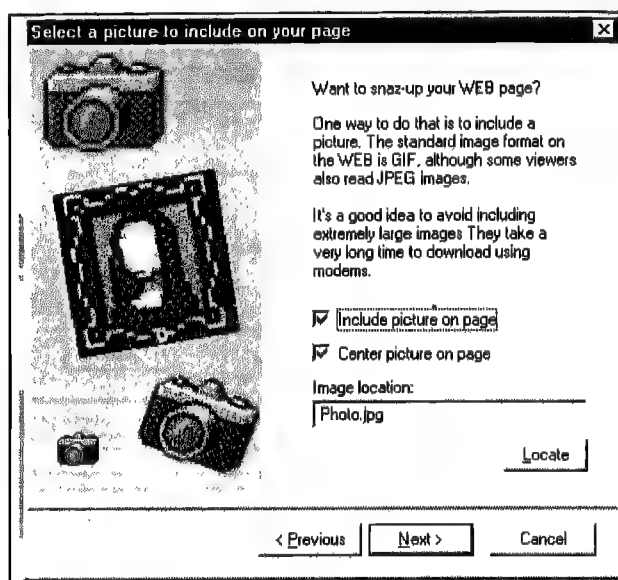 Select a picture to include on your page
Want to snaz-up your WEB page?
One way to do that is to include a
picture. The standard image format on
the WEB is GIF, although some viewers
also read JPEG images.
It's a good idea to avoid including
extremely large images They take a
very long time to download using
modems.
Include picture on page
Center picture on page
Image location:
Photo.jpg
Locate
< Previous
Next >
Cancel